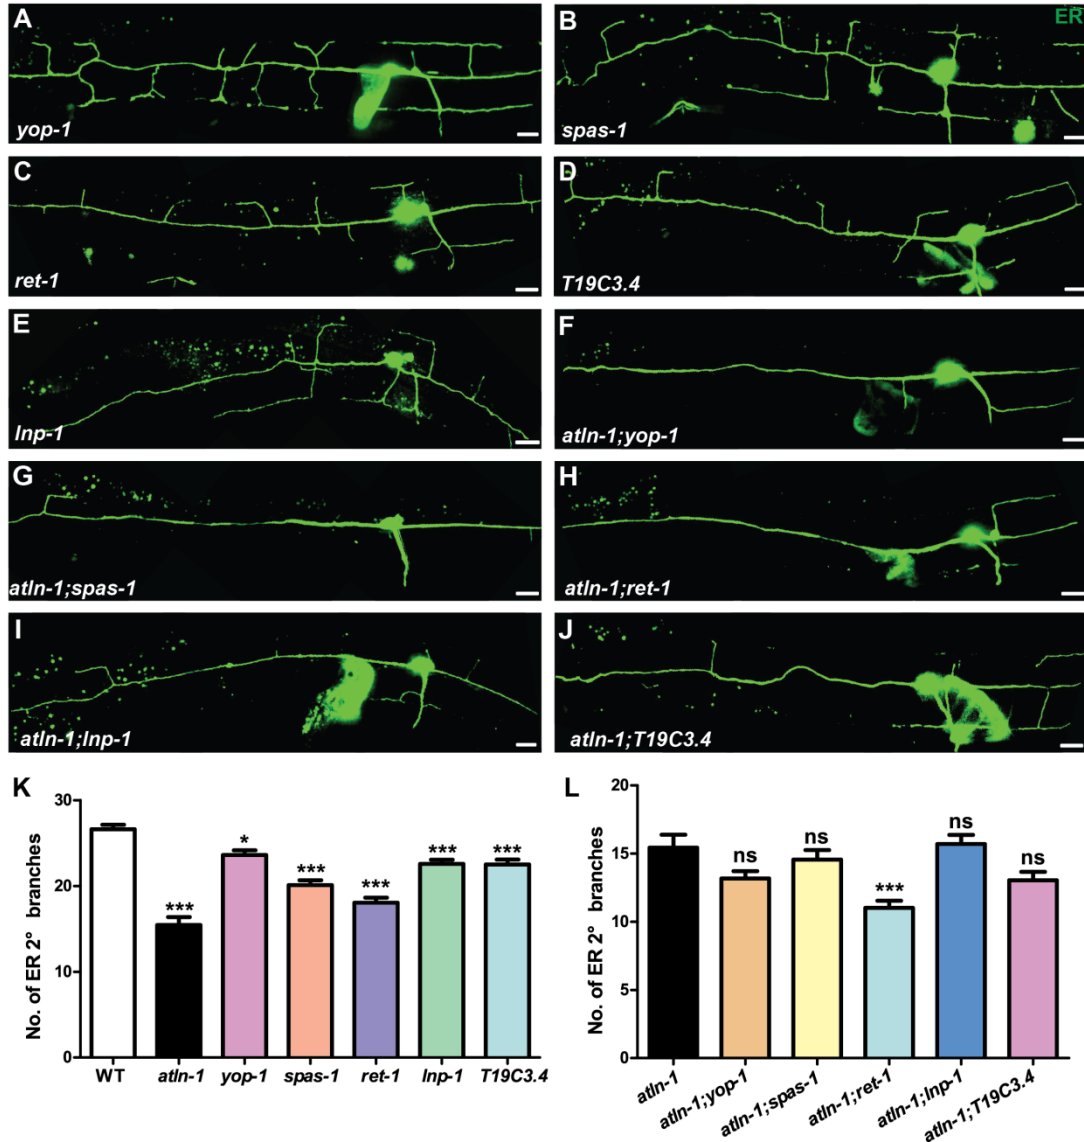 A
yop-1
B
ER
spas-1
C
ret-1
D
T19C3.4
E
lnp-1
F
atln-1;yop-1
G
atln-1;spas-1
H
atln-1;ret-1
I
atln-1;lnp-1
J
atln-1;T19C3.4
K
No. of ER 2° branches
30
20
10
0
***
*
***
***
***
***
WT atln-1 yop-1 spas-1 ret-1 lnp-1 T19C3.4
L
No. of ER 2° branches
20
15
10
5
0
ns
ns
***
ns
ns
atln-1
atln-1;yop-1
atln-1;spas-1
atln-1;ret-1
atln-1;lnp-1
atln-1;T19C3.4